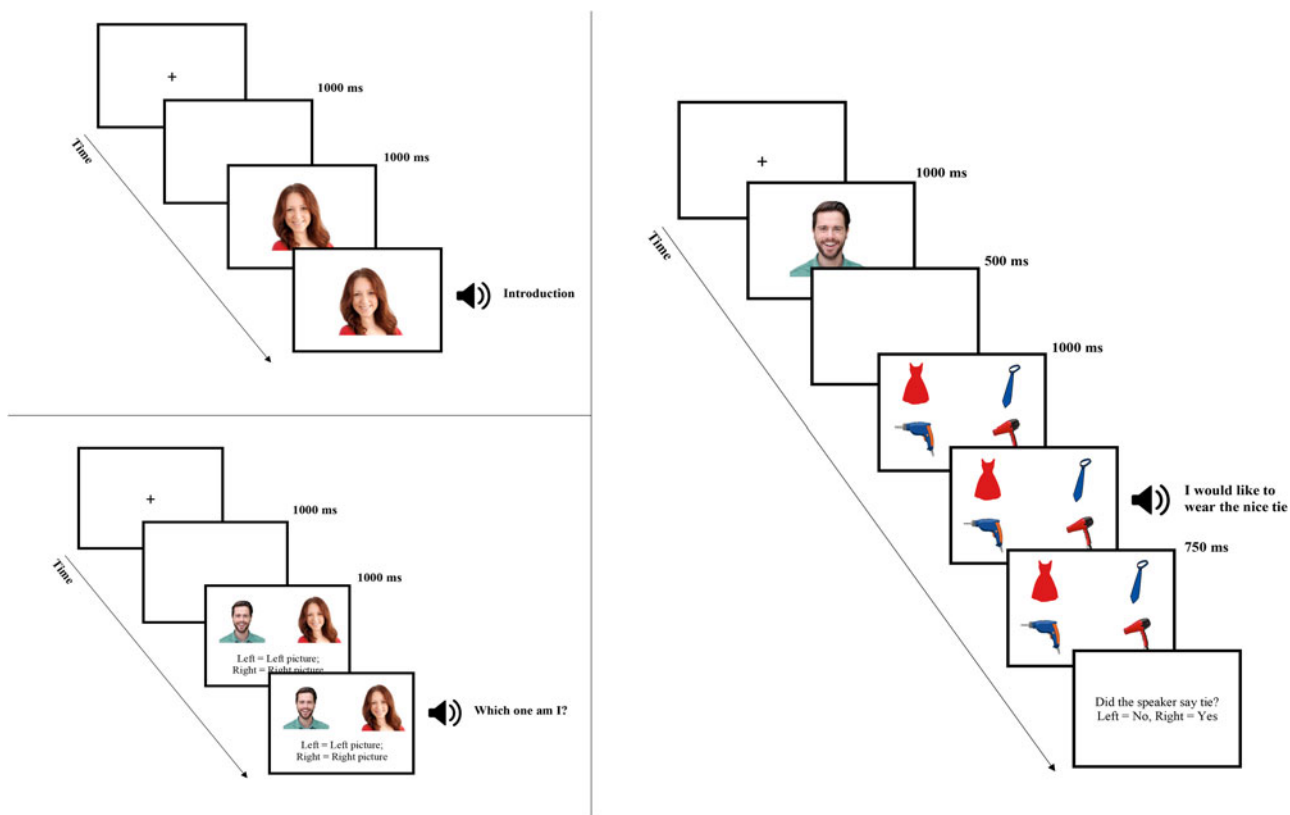 +
1000 ms
1000 ms
Time
Introduction
+
1000 ms
1000 ms
Time
Left = Left picture;
Right = Right picture
Left = Left picture;
Right = Right picture
Which one am I?
+
1000 ms
500 ms
Time
1000 ms
I would like to
wear the nice tie
750 ms
Did the speaker say tie?
Left = No, Right = Yes